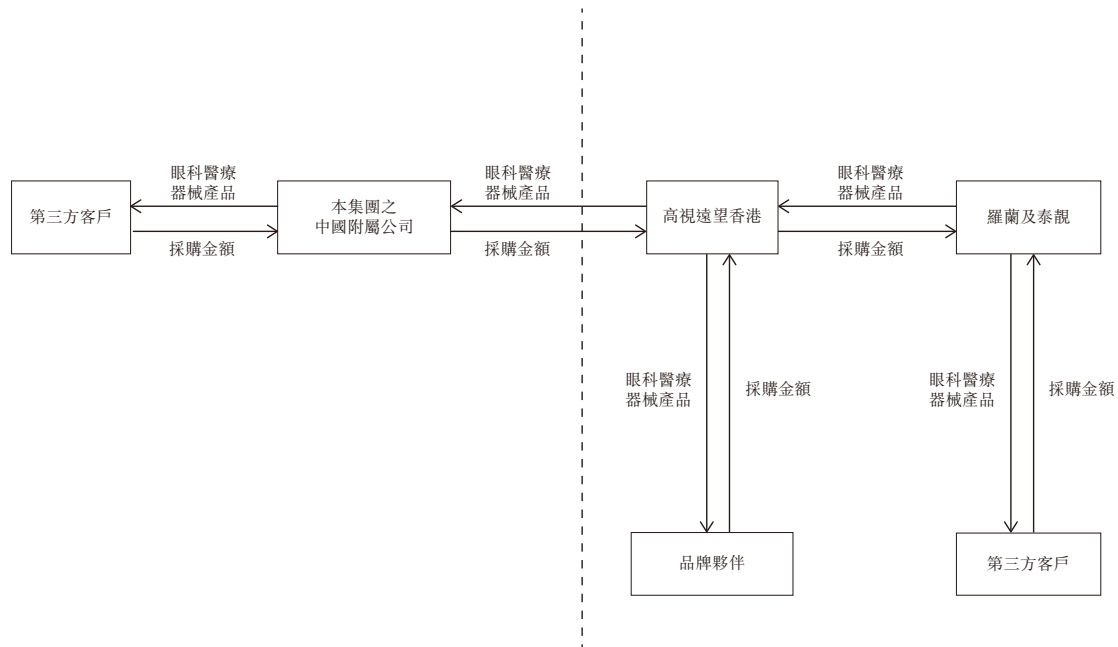 眼科醫療
器械產品
眼科醫療
器械產品
眼科醫療
器械產品
第三方客戶
本集團之
中國附屬公司
高視遠望香港
羅蘭及泰靚
採購金額
採購金額
採購金額
眼科醫療
器械產品
採購金額
眼科醫療
器械產品
採購金額
品牌夥伴
第三方客戶